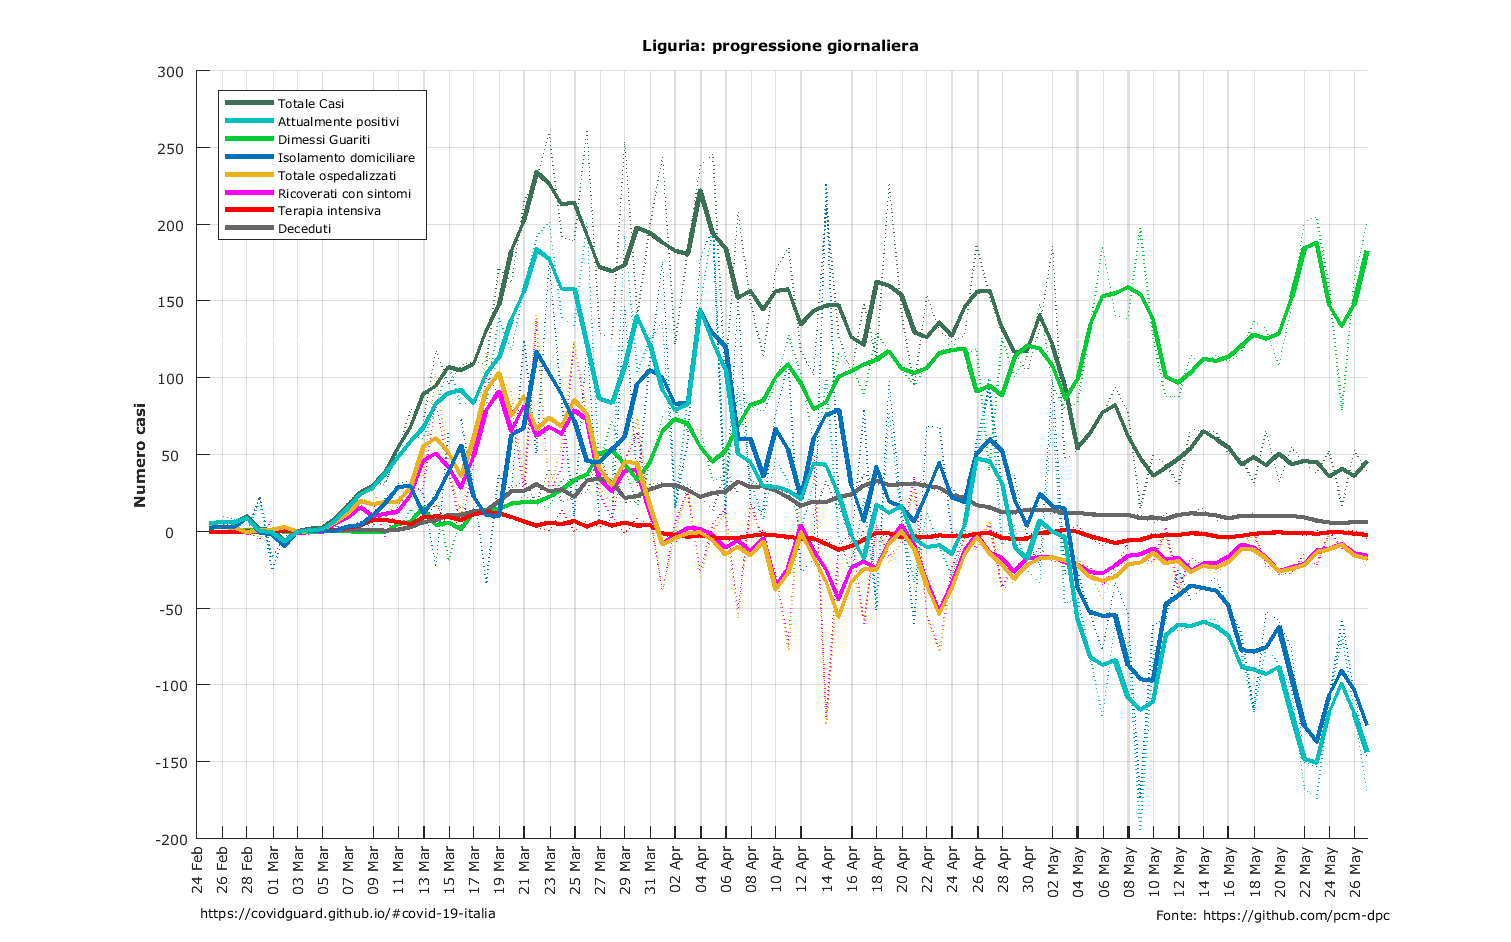 Liguria: progressione giornaliera
300
250
200
150
100
50
0
-50
-100
-150
-200
Numero casi
Totale Casi
Attualmente positivi
Dimessi Guariti
Isolamento domiciliare
Totale ospedalizzati
Ricoverati con sintomi
Terapia intensiva
Deceduti
24 Feb
26 Feb
28 Feb
01 Mar
03 Mar
05 Mar
07 Mar
09 Mar
11 Mar
13 Mar
15 Mar
17 Mar
19 Mar
21 Mar
23 Mar
25 Mar
27 Mar
29 Mar
31 Mar
02 Apr
04 Apr
06 Apr
08 Apr
10 Apr
12 Apr
14 Apr
16 Apr
18 Apr
20 Apr
22 Apr
24 Apr
26 Apr
28 Apr
30 Apr
02 May
04 May
06 May
08 May
10 May
12 May
14 May
16 May
18 May
20 May
22 May
24 May
26 May
https://covidguard.github.io/#covid-19-italia
Fonte: https://github.com/pcm-dpc